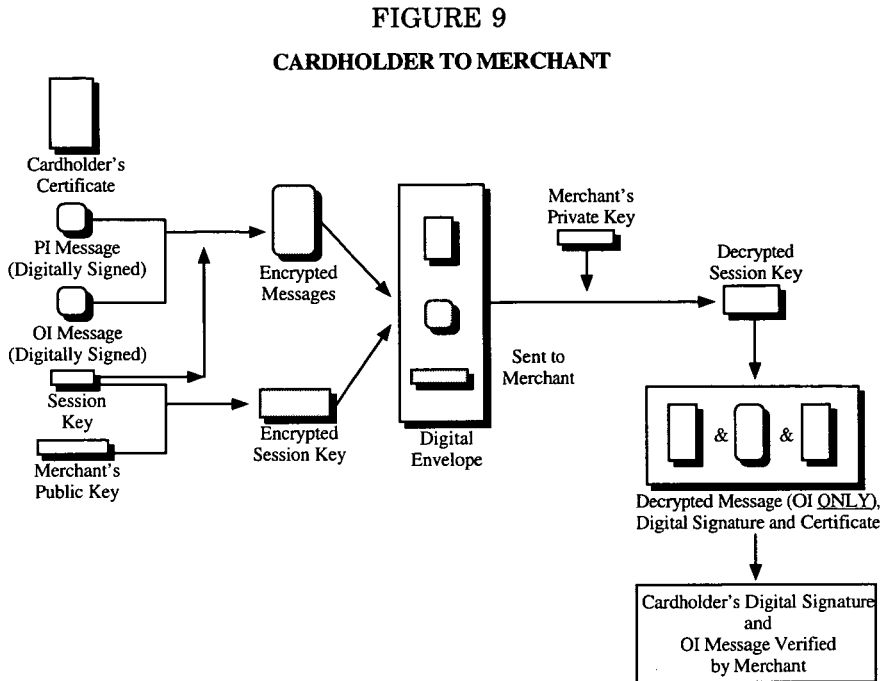 FIGURE 9
CARDHOLDER TO MERCHANT
Cardholder's
Certificate
PI Message
(Digitally Signed)
OI Message
(Digitally Signed)
Session
Key
Merchant's
Public Key
Encrypted
Messages
Encrypted
Session Key
Digital
Envelope
Merchant's
Private Key
Sent to
Merchant
Decrypted
Session Key
& &
Decrypted Message (OI ONLY),
Digital Signature and Certificate
Cardholder's Digital Signature
and
OI Message Verified
by Merchant